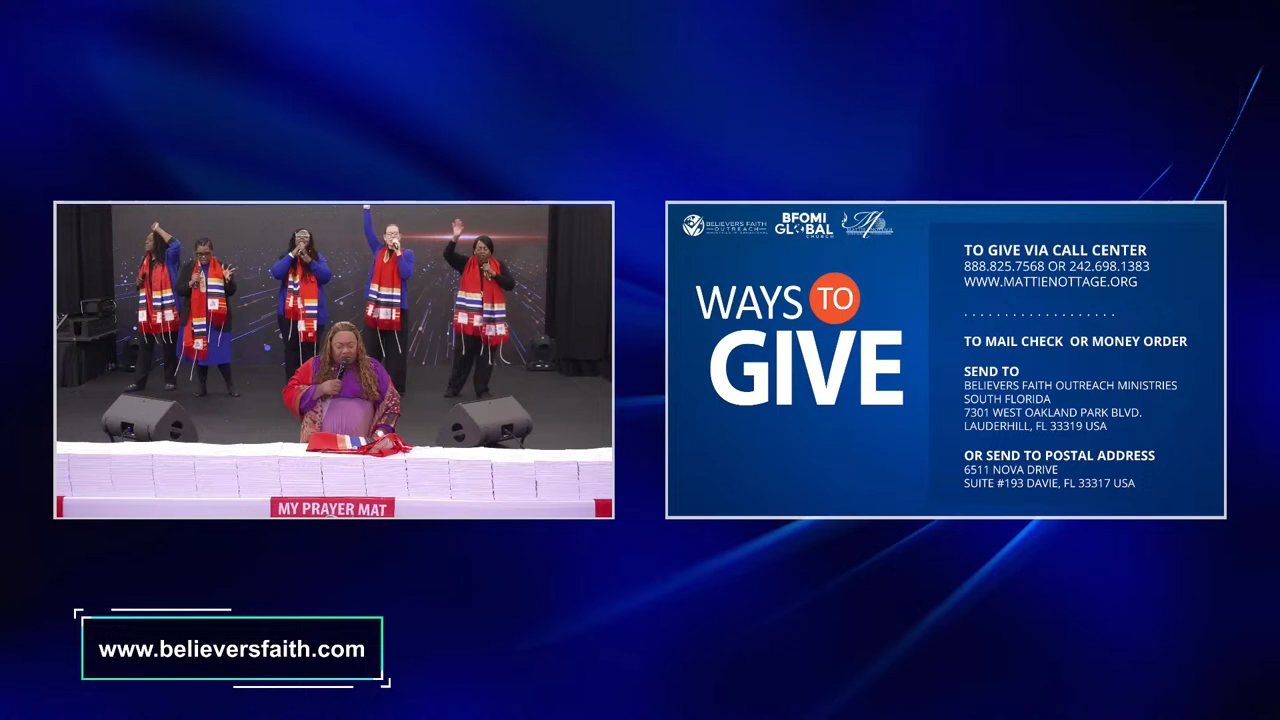 MY PRAYER MAT
BELIEVERS FAITH
OUTREACH
BFOMI
GLOBAL
CHURCH
WAYS TO
GIVE
TO GIVE VIA CALL CENTER
888.825.7568 OR 242.698.1383
WWW.MATTIENOTTAGE.ORG
TO MAIL CHECK OR MONEY ORDER
SEND TO
BELIEVERS FAITH OUTREACH MINISTRIES
SOUTH FLORIDA
7301 WEST OAKLAND PARK BLVD.
LAUDERHILL, FL 33319 USA
OR SEND TO POSTAL ADDRESS
6511 NOVA DRIVE
SUITE #193 DAVIE, FL 33317 USA
www.believersfaith.com